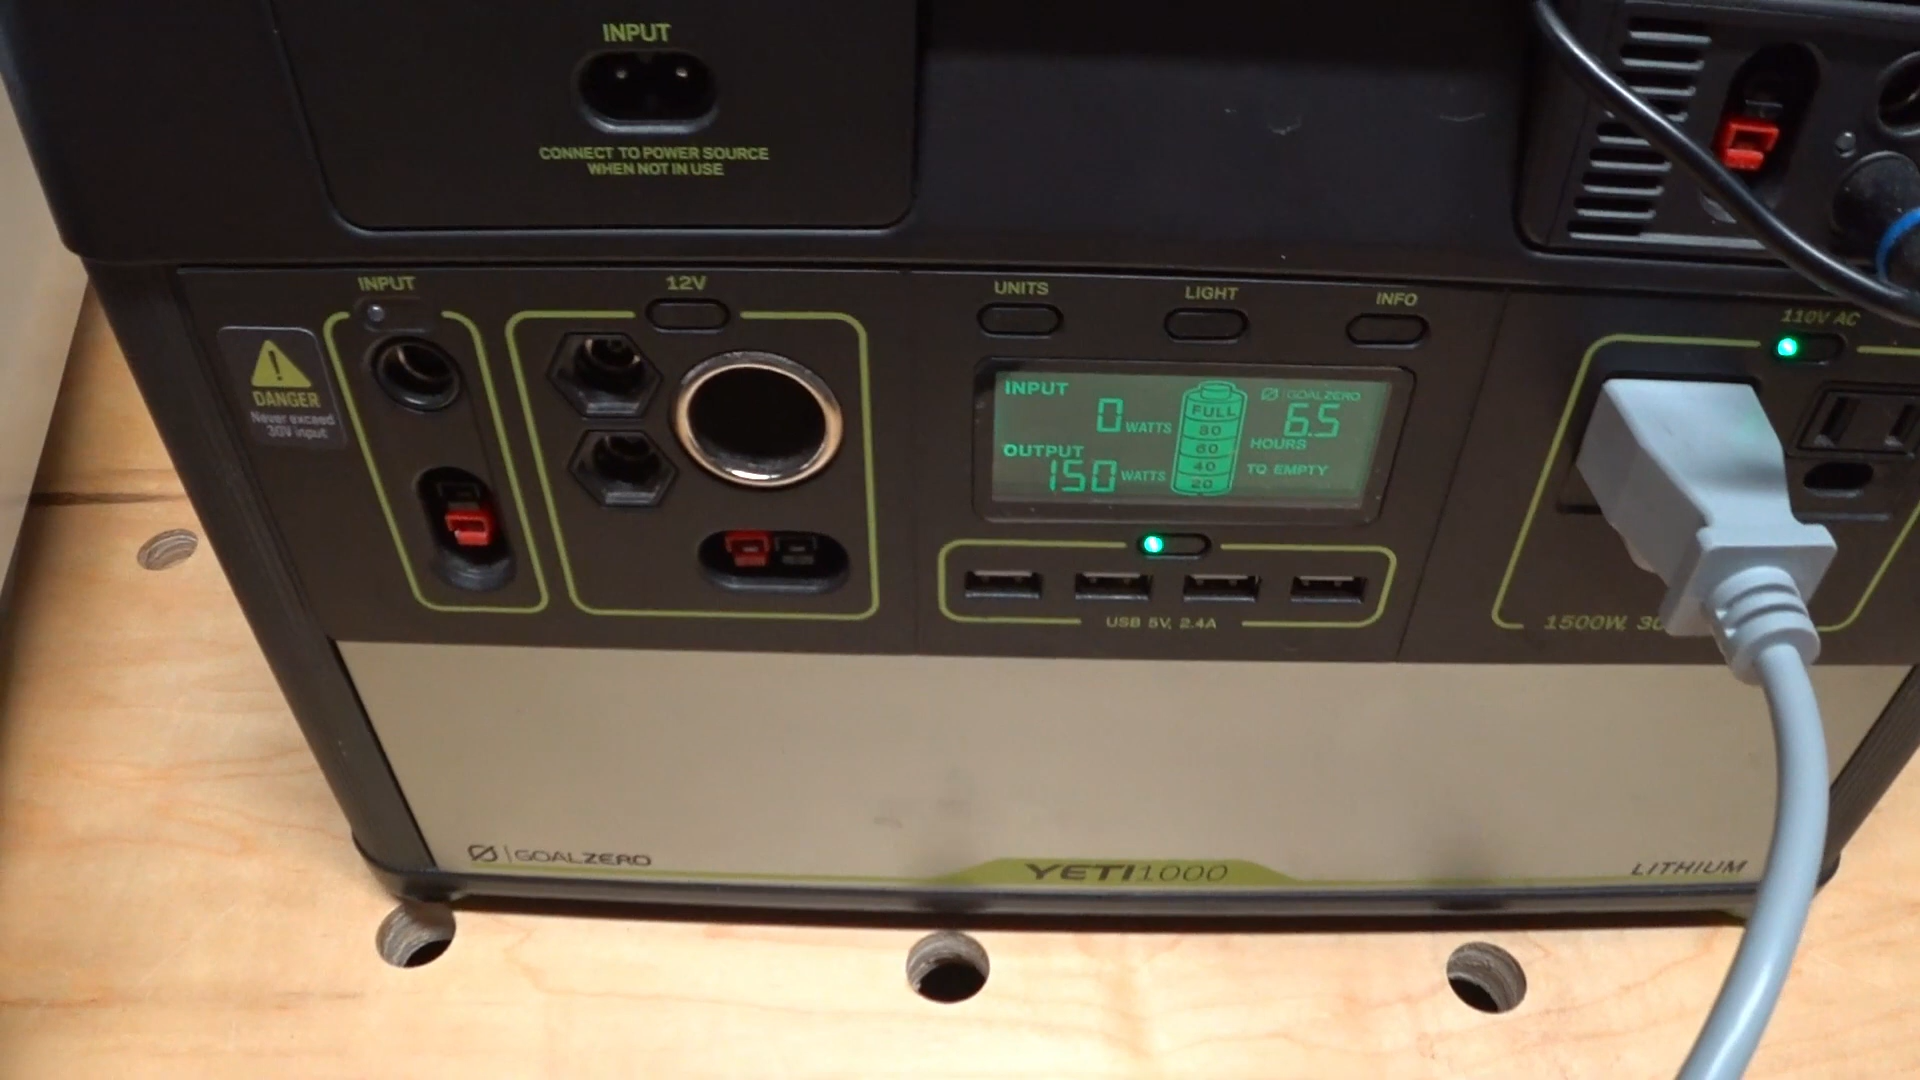 INPUT
CONNECT TO POWER SOURCE
WHEN NOT IN USE
INPUT
12V
UNITS
LIGHT
INFO
110V AC
DANGER
Never exceed
30V input
INPUT
0 WATTS
OUTPUT
150 WATTS
FULL
80
60
40
20
GOALZERO
6.5
HOURS
TO EMPTY
USB 5V, 2.4A
1500W,
GOALZERO
YETI1000
LITHIUM